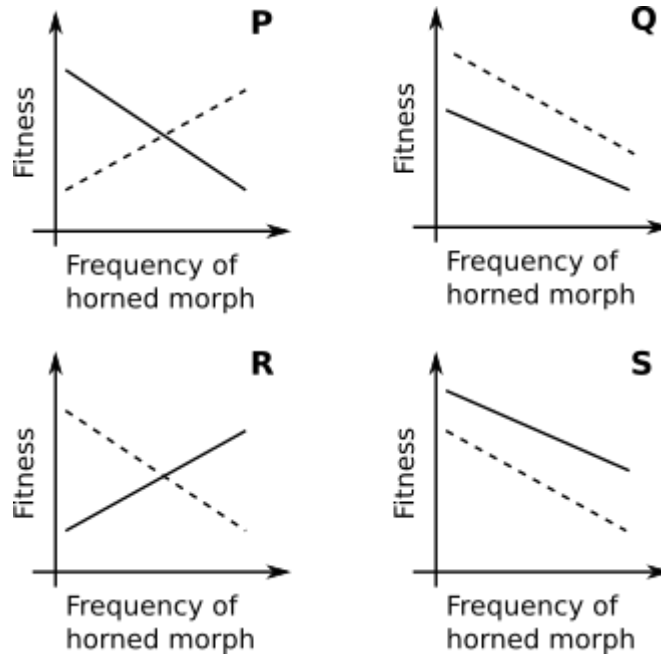 P
Fitness
Frequency of
horned morph
Q
Fitness
Frequency of
horned morph
R
Fitness
Frequency of
horned morph
S
Fitness
Frequency of
horned morph